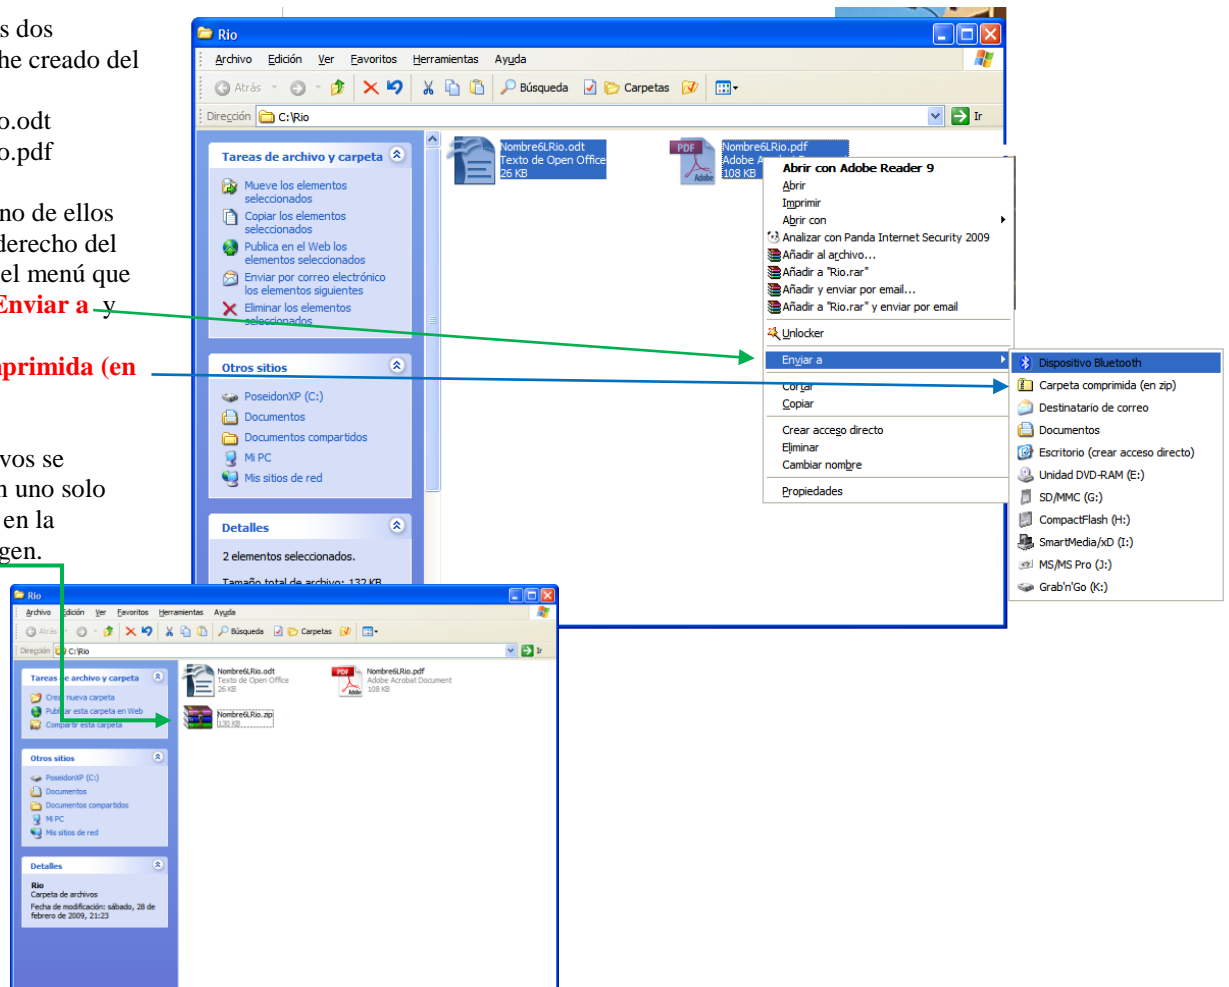 s dos
he creado del
o.odt
o.pdf
no de ellos
derecho del
el menú que
Enviar a y
mprimida (en
vos se
n uno solo
en la
gen.
Rio
Archivo Edición Ver Favoritos Herramientas Ayuda
Atrás Búsqueda Carpetas
Dirección C:\Rio Ir
Tareas de archivo y carpeta
Mueve los elementos
seleccionados
Copiar los elementos
seleccionados
Publica en el Web los
elementos seleccionados
Enviar por correo electrónico
los elementos siguientes
Eliminar los elementos
seleccionados
Otros sitios
PoseidonXP (C:)
Documentos
Documentos compartidos
Mi PC
Mis sitios de red
Detalles
2 elementos seleccionados.
Tamaño total de archivo: 132 KB
Nombre6LRio.odt
Texto de Open Office
26 KB
PDF
Adobe
Nombre6LRio.pdf
Adobe
108 KB
Abrir con Adobe Reader 9
Abrir
Imprimir
Abrir con
Analizar con Panda Internet Security 2009
Añadir al archivo...
Añadir a "Rio.rar"
Añadir y enviar por email...
Añadir a "Rio.rar" y enviar por email
Unlocker
Enviar a
Cortar
Copiar
Crear acceso directo
Eliminar
Cambiar nombre
Propiedades
Dispositivo Bluetooth
Carpeta comprimida (en zip)
Destinatario de correo
Documentos
Escritorio (crear acceso directo)
Unidad DVD-RAM (E:)
SD/MMC (G:)
CompactFlash (H:)
SmartMedia/xD (I:)
MS/MS Pro (J:)
Grab'n'Go (K:)
Rio
Archivo Edición Ver Favoritos Herramientas Ayuda
Atrás Búsqueda Carpetas
Dirección C:\Rio Ir
Tareas de archivo y carpeta
Crear nueva carpeta
Publicar esta carpeta en Web
Compartir esta carpeta
Otros sitios
PoseidonXP (C:)
Documentos
Documentos compartidos
Mi PC
Mis sitios de red
Detalles
Rio
Carpeta de archivos
Fecha de modificación: sábado, 28 de
febrero de 2009, 21:23
Nombre6LRio.odt
Texto de Open Office
26 KB
PDF
Adobe
Nombre6LRio.pdf
Adobe Acrobat Document
108 KB
Nombre6LRio.zip
130 KB